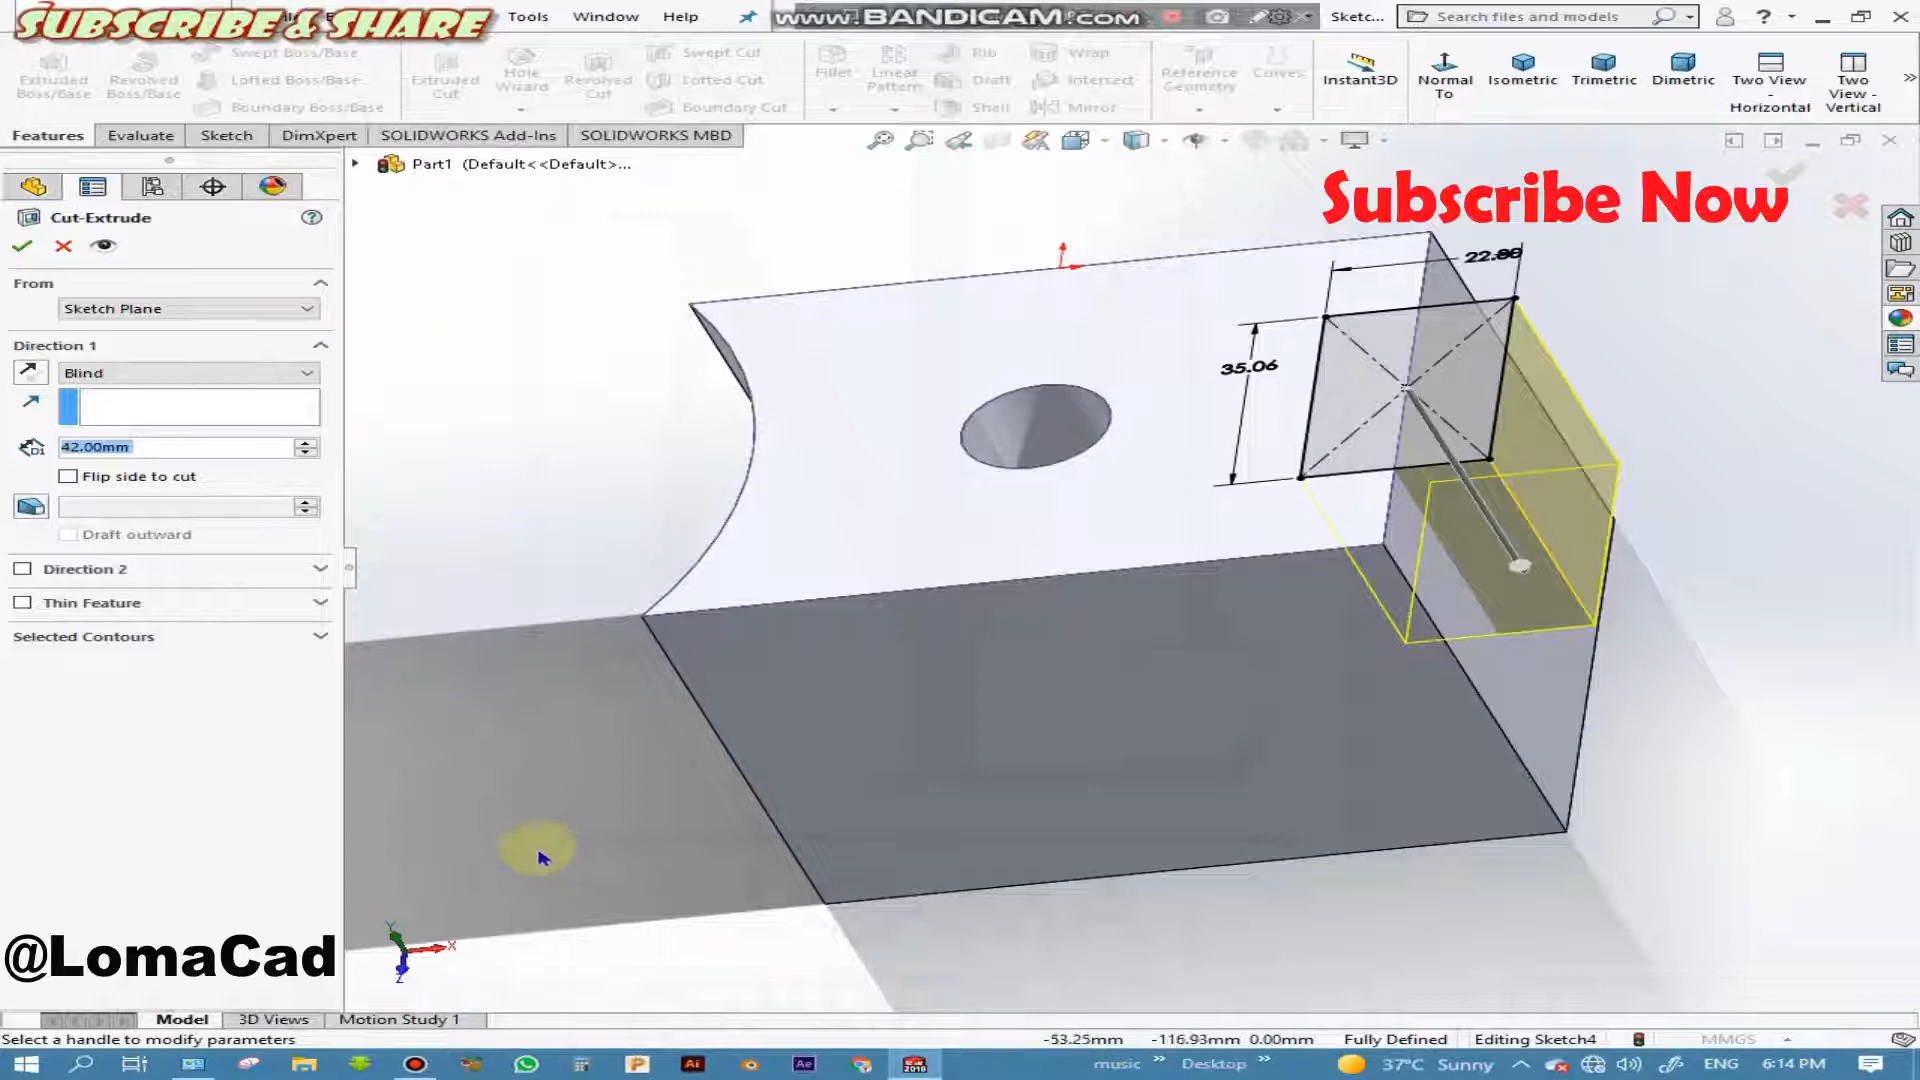 SUBSCRIBE & SHARE
Tools
Window
Help
www.BANDICAM.com
Sketc...
Search files and models
?
Extruded Boss/Base
Revolved Boss/Base
Swept Boss/Base
Lofted Boss/Base
Boundary Boss/Base
Extruded Cut
Hole Wizard
Revolved Cut
Swept Cut
Lofted Cut
Boundary Cut
Fillet
Linear Pattern
Rib
Draft
Shell
Wrap
Intersect
Mirror
Reference Geometry
Curves
Instant3D
Normal To
Isometric
Trimetric
Dimetric
Two View - Horizontal
Two View - Vertical
Features
Evaluate
Sketch
DimXpert
SOLIDWORKS Add-Ins
SOLIDWORKS MBD
Part1 (Default<<Default>...
Subscribe Now
Cut-Extrude
From
Sketch Plane
Direction 1
Blind
42.00mm
Flip side to cut
Draft outward
Direction 2
Thin Feature
Selected Contours
22.80
35.06
@LomaCad
Y
X
Z
Model
3D Views
Motion Study 1
Select a handle to modify parameters
-53.25mm
-116.93mm
0.00mm
Fully Defined
Editing Sketch4
MMGS
music
Desktop
37°C Sunny
ENG
6:14 PM